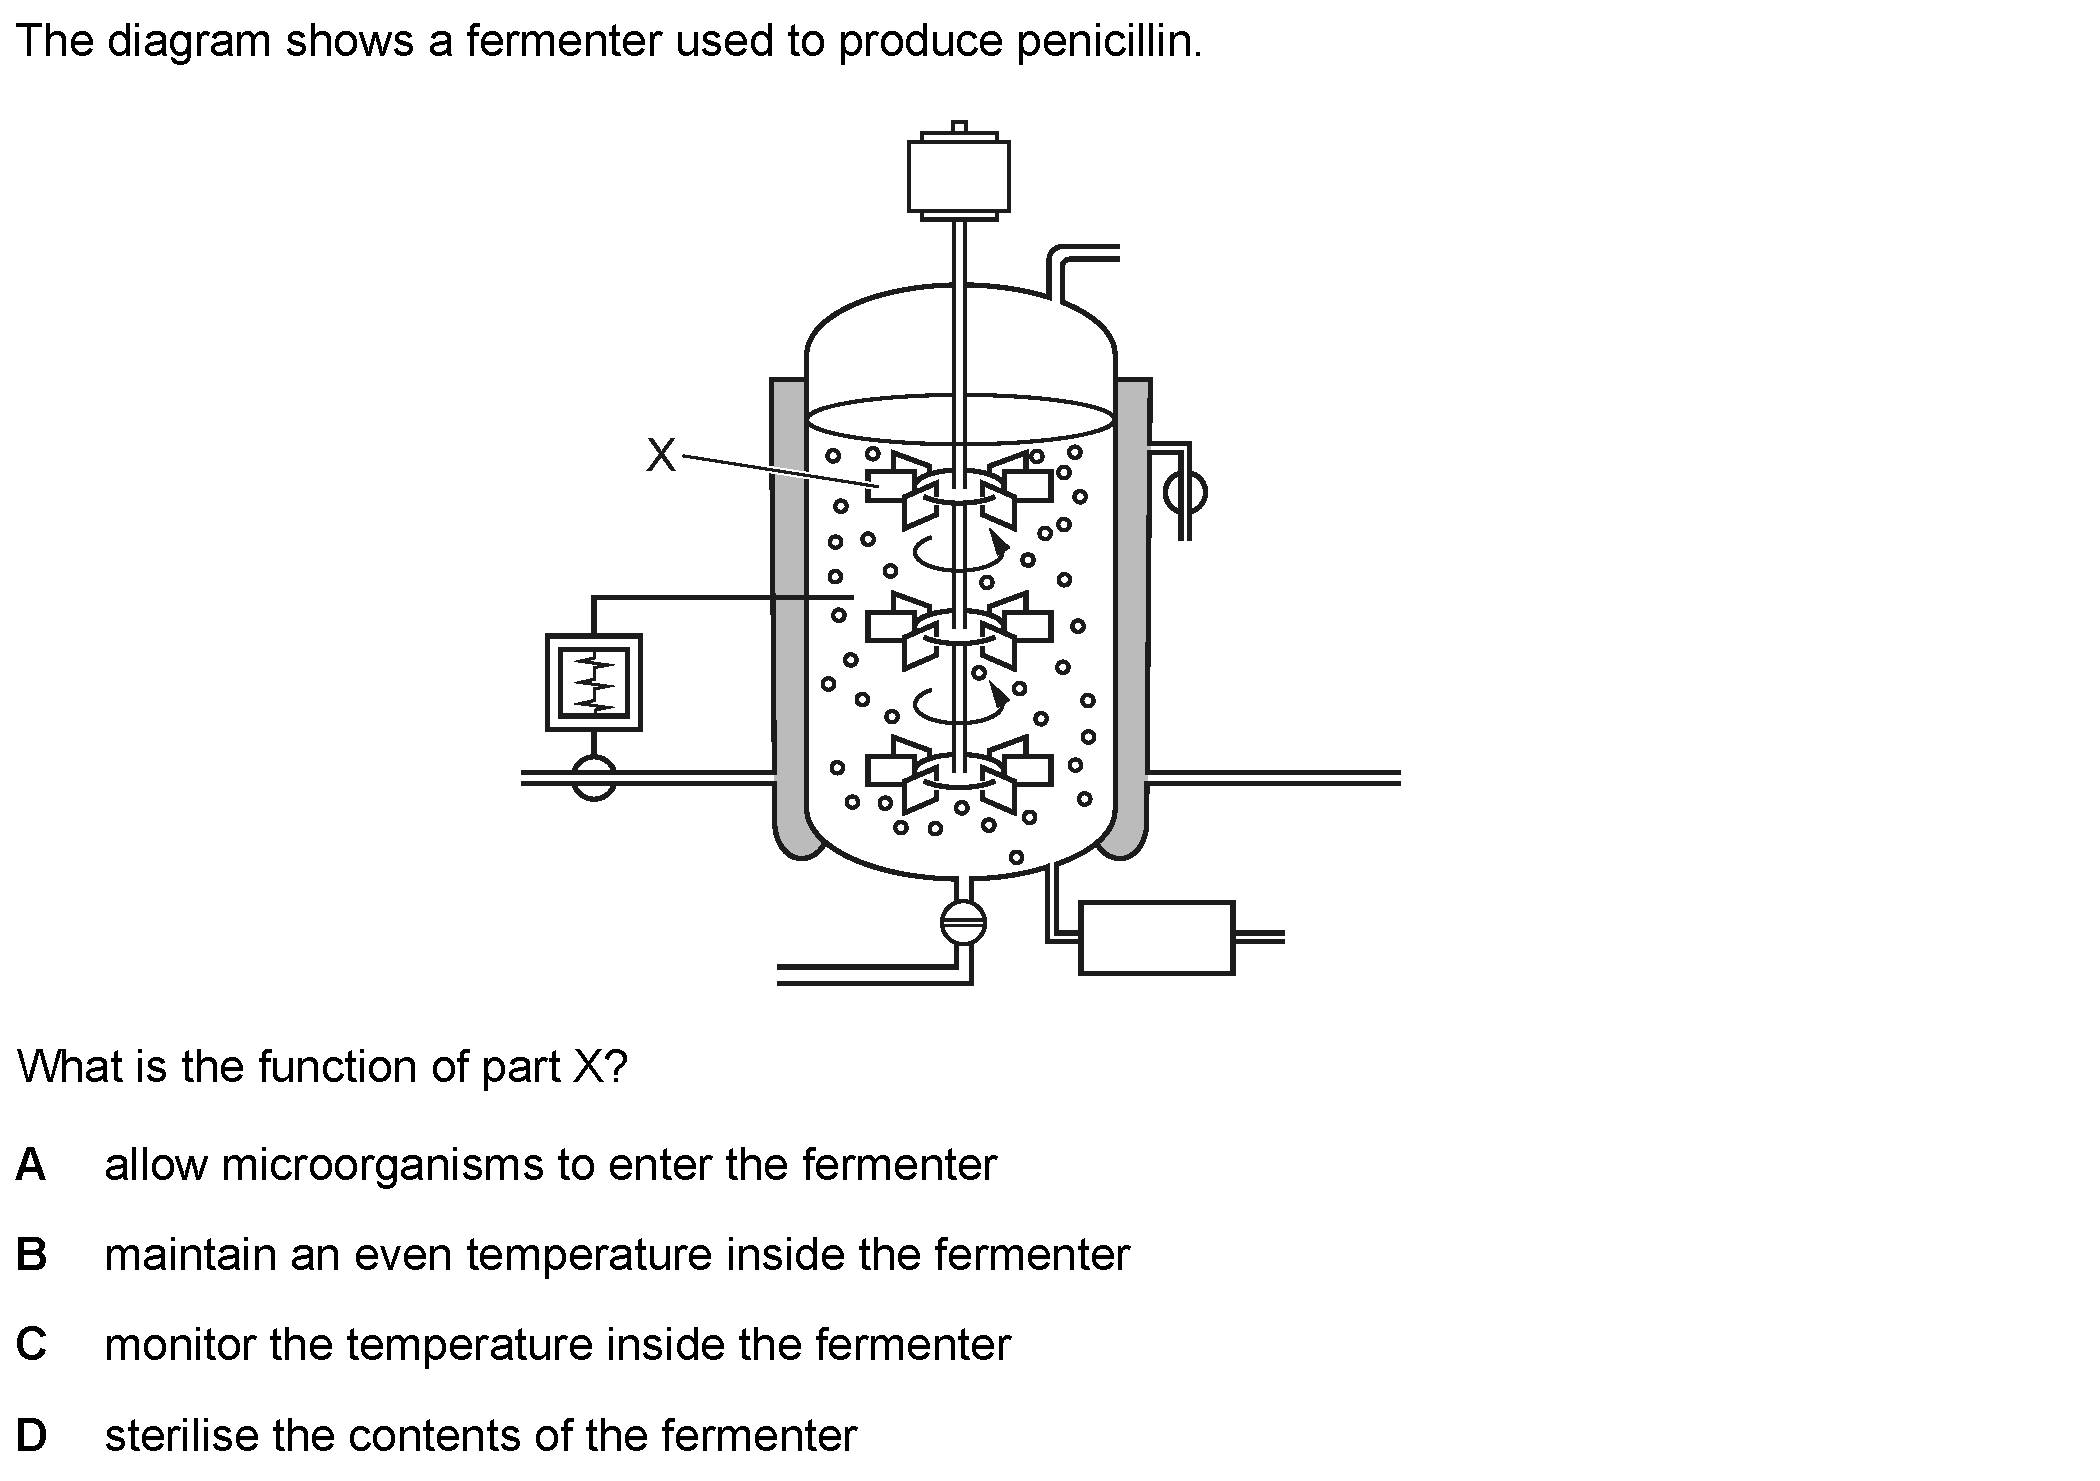 The diagram shows a fermenter used to produce penicillin.
X
What is the function of part X?
A allow microorganisms to enter the fermenter
B maintain an even temperature inside the fermenter
C monitor the temperature inside the fermenter
D sterilise the contents of the fermenter